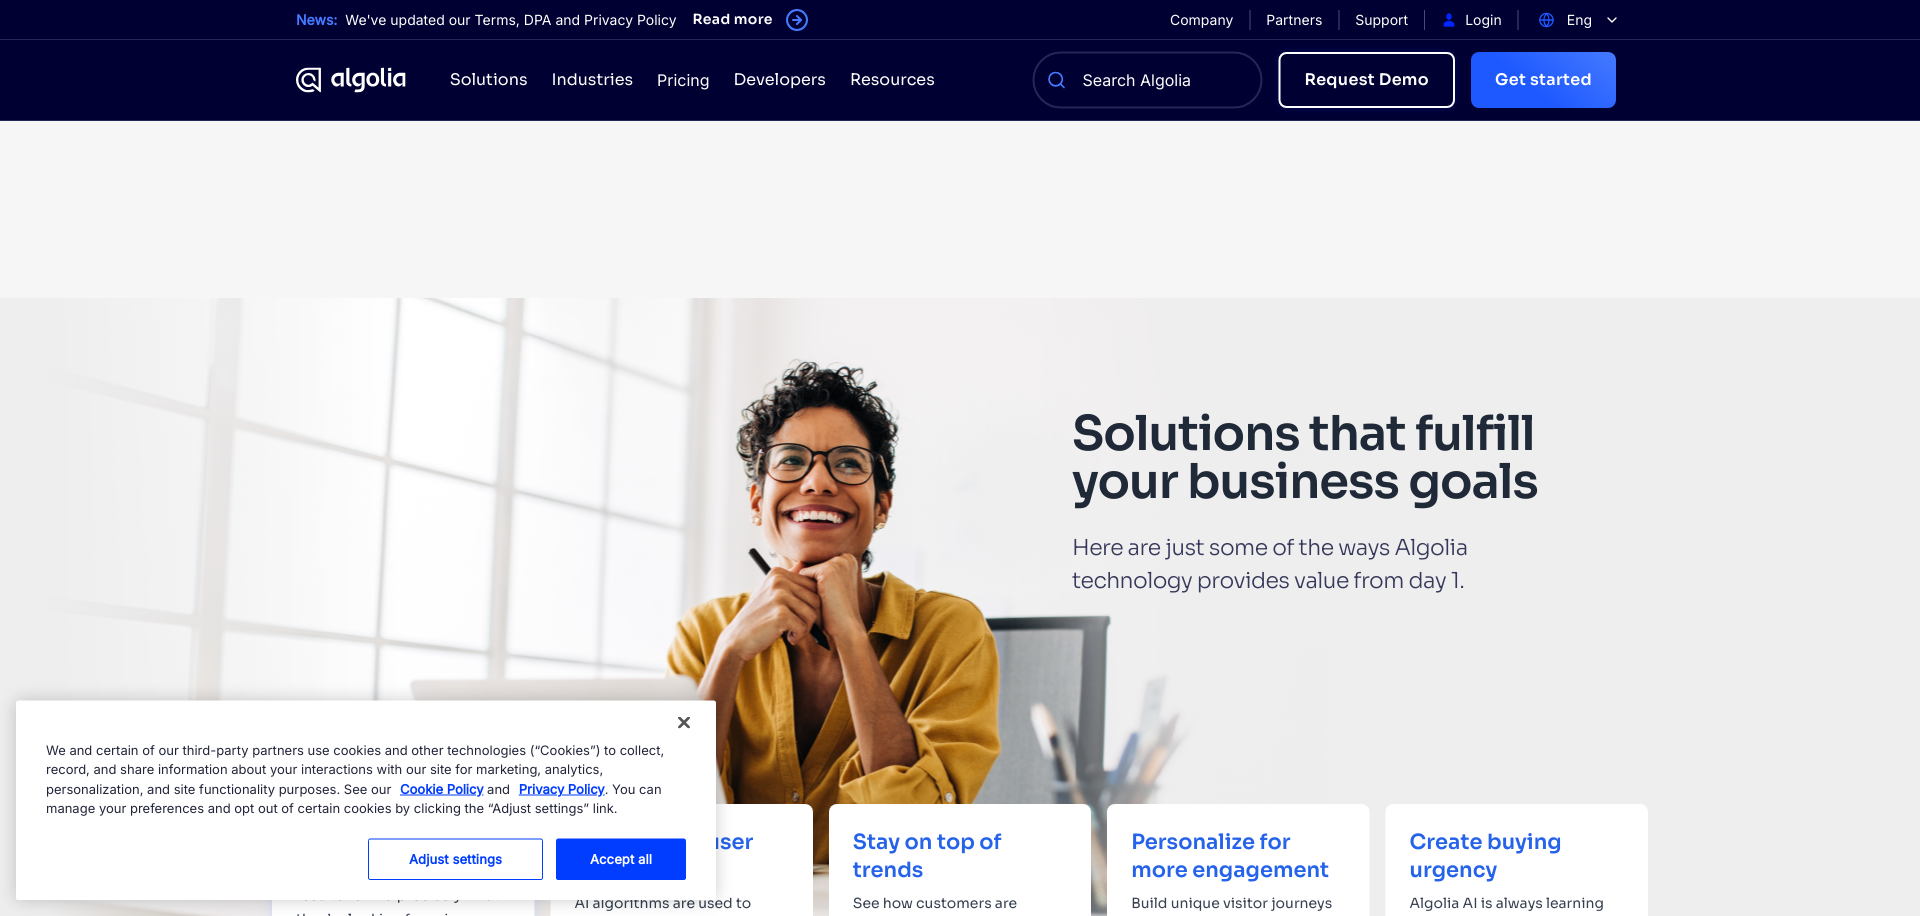 News: We've updated our Terms, DPA and Privacy Policy Read more
Company Partners Support Login Eng
algolia Solutions Industries Pricing Developers Resources Search Algolia Request Demo Get started
Solutions that fulfill
your business goals
Here are just some of the ways Algolia
technology provides value from day 1.
We and certain of our third-party partners use cookies and other technologies (“Cookies”) to collect,
record, and share information about your interactions with our site for marketing, analytics,
personalization, and site functionality purposes. See our Cookie Policy and Privacy Policy. You can
manage your preferences and opt out of certain cookies by clicking the “Adjust settings” link.
Adjust settings Accept all
user
AI algorithms are used to
Stay on top of
trends
See how customers are
Personalize for
more engagement
Build unique visitor journeys
Create buying
urgency
Algolia AI is always learning